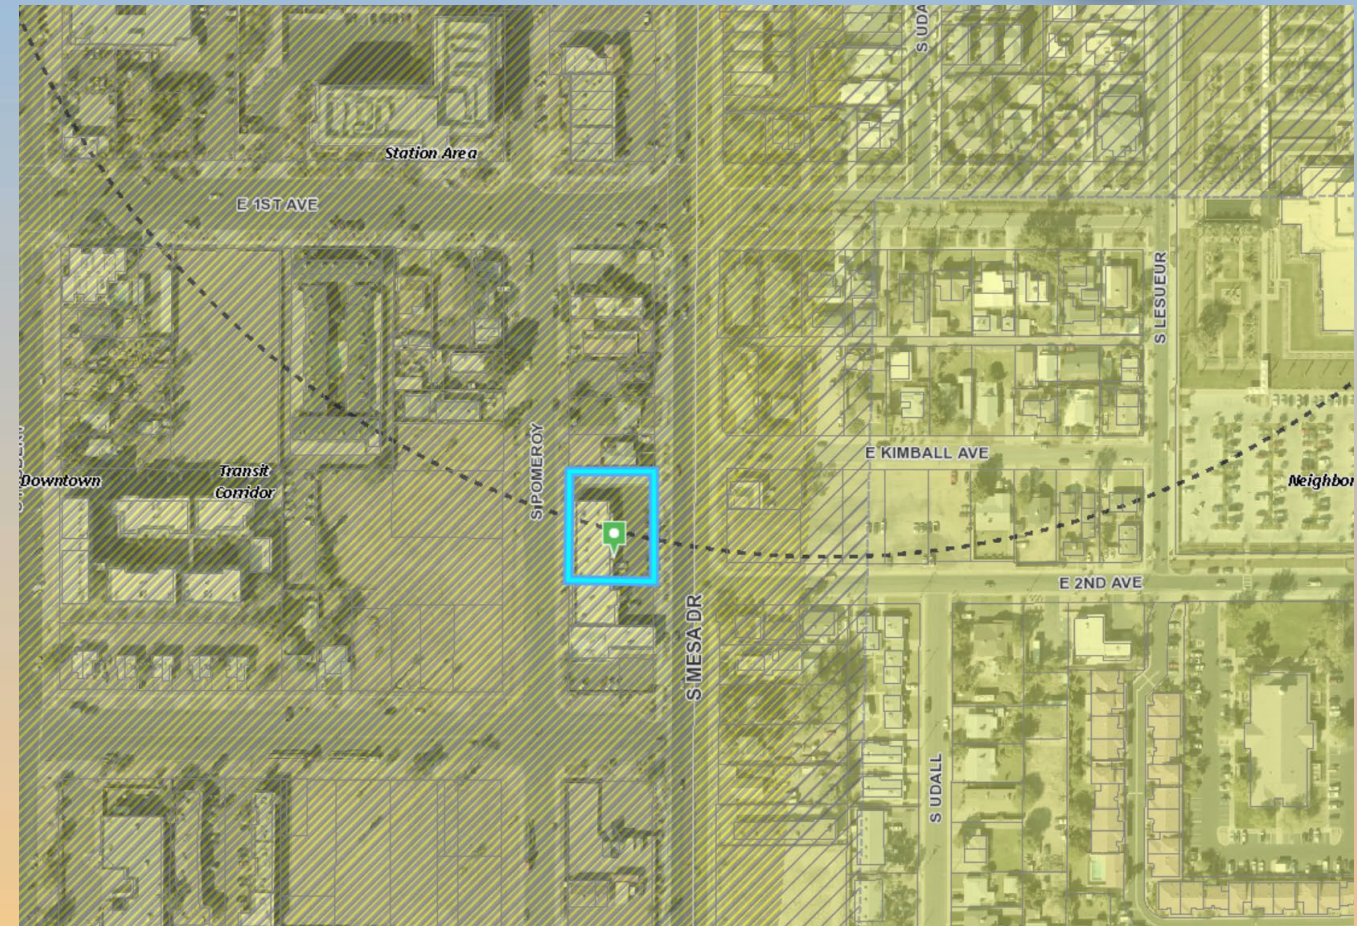 S UDA
Station Area
E 1ST AVE
S LESUEUR
S POMEROY
E KIMBALL AVE
Downtown
Transit
Corridor
Neighbor
E 2ND AVE
S MESA DR
S UDALL